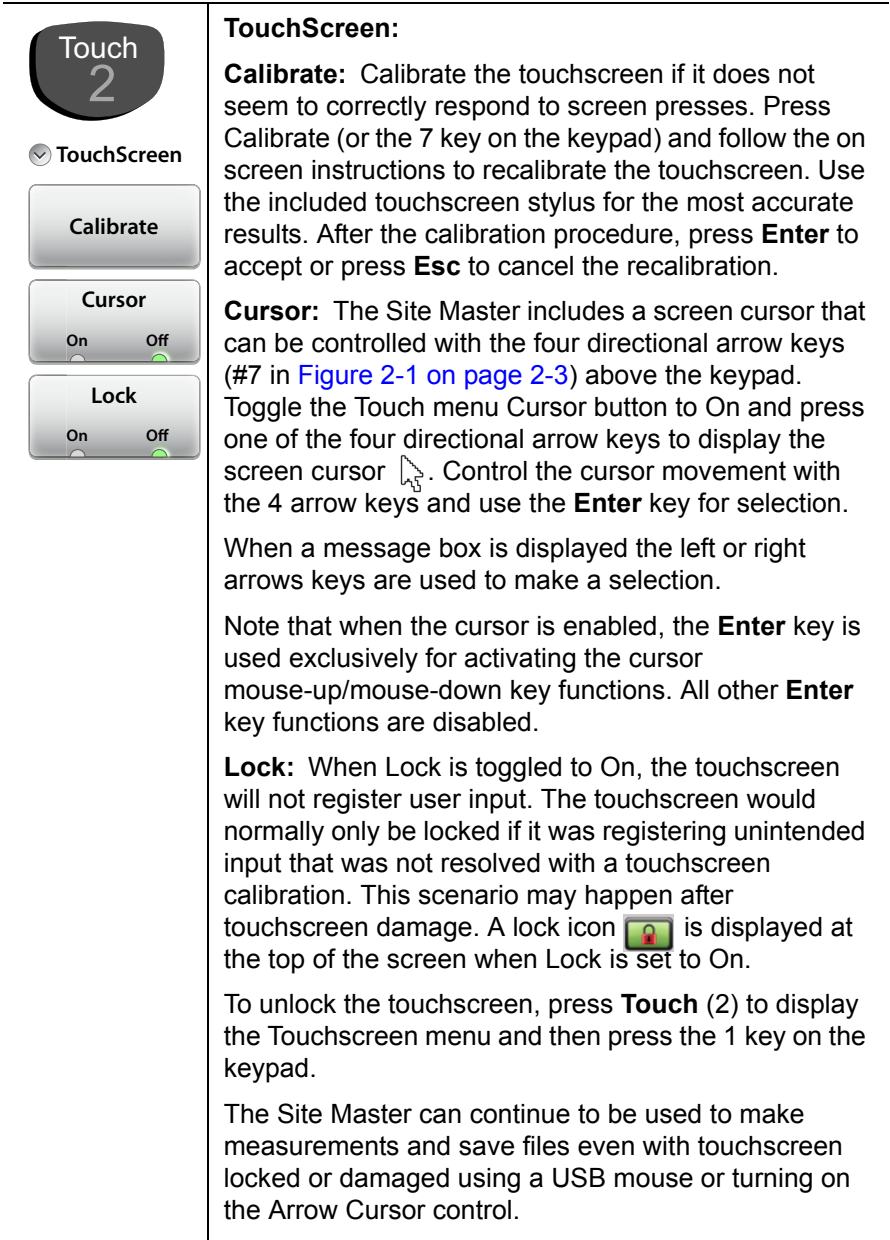 Touch
2
TouchScreen
Calibrate
Cursor
On Off
Lock
On Off
TouchScreen:
Calibrate: Calibrate the touchscreen if it does not
seem to correctly respond to screen presses. Press
Calibrate (or the 7 key on the keypad) and follow the on
screen instructions to recalibrate the touchscreen. Use
the included touchscreen stylus for the most accurate
results. After the calibration procedure, press Enter to
accept or press Esc to cancel the recalibration.
Cursor: The Site Master includes a screen cursor that
can be controlled with the four directional arrow keys
(#7 in Figure 2-1 on page 2-3) above the keypad.
Toggle the Touch menu Cursor button to On and press
one of the four directional arrow keys to display the
screen cursor . Control the cursor movement with
the 4 arrow keys and use the Enter key for selection.
When a message box is displayed the left or right
arrows keys are used to make a selection.
Note that when the cursor is enabled, the Enter key is
used exclusively for activating the cursor
mouse-up/mouse-down key functions. All other Enter
key functions are disabled.
Lock: When Lock is toggled to On, the touchscreen
will not register user input. The touchscreen would
normally only be locked if it was registering unintended
input that was not resolved with a touchscreen
calibration. This scenario may happen after
touchscreen damage. A lock icon is displayed at
the top of the screen when Lock is set to On.
To unlock the touchscreen, press Touch (2) to display
the Touchscreen menu and then press the 1 key on the
keypad.
The Site Master can continue to be used to make
measurements and save files even with touchscreen
locked or damaged using a USB mouse or turning on
the Arrow Cursor control.